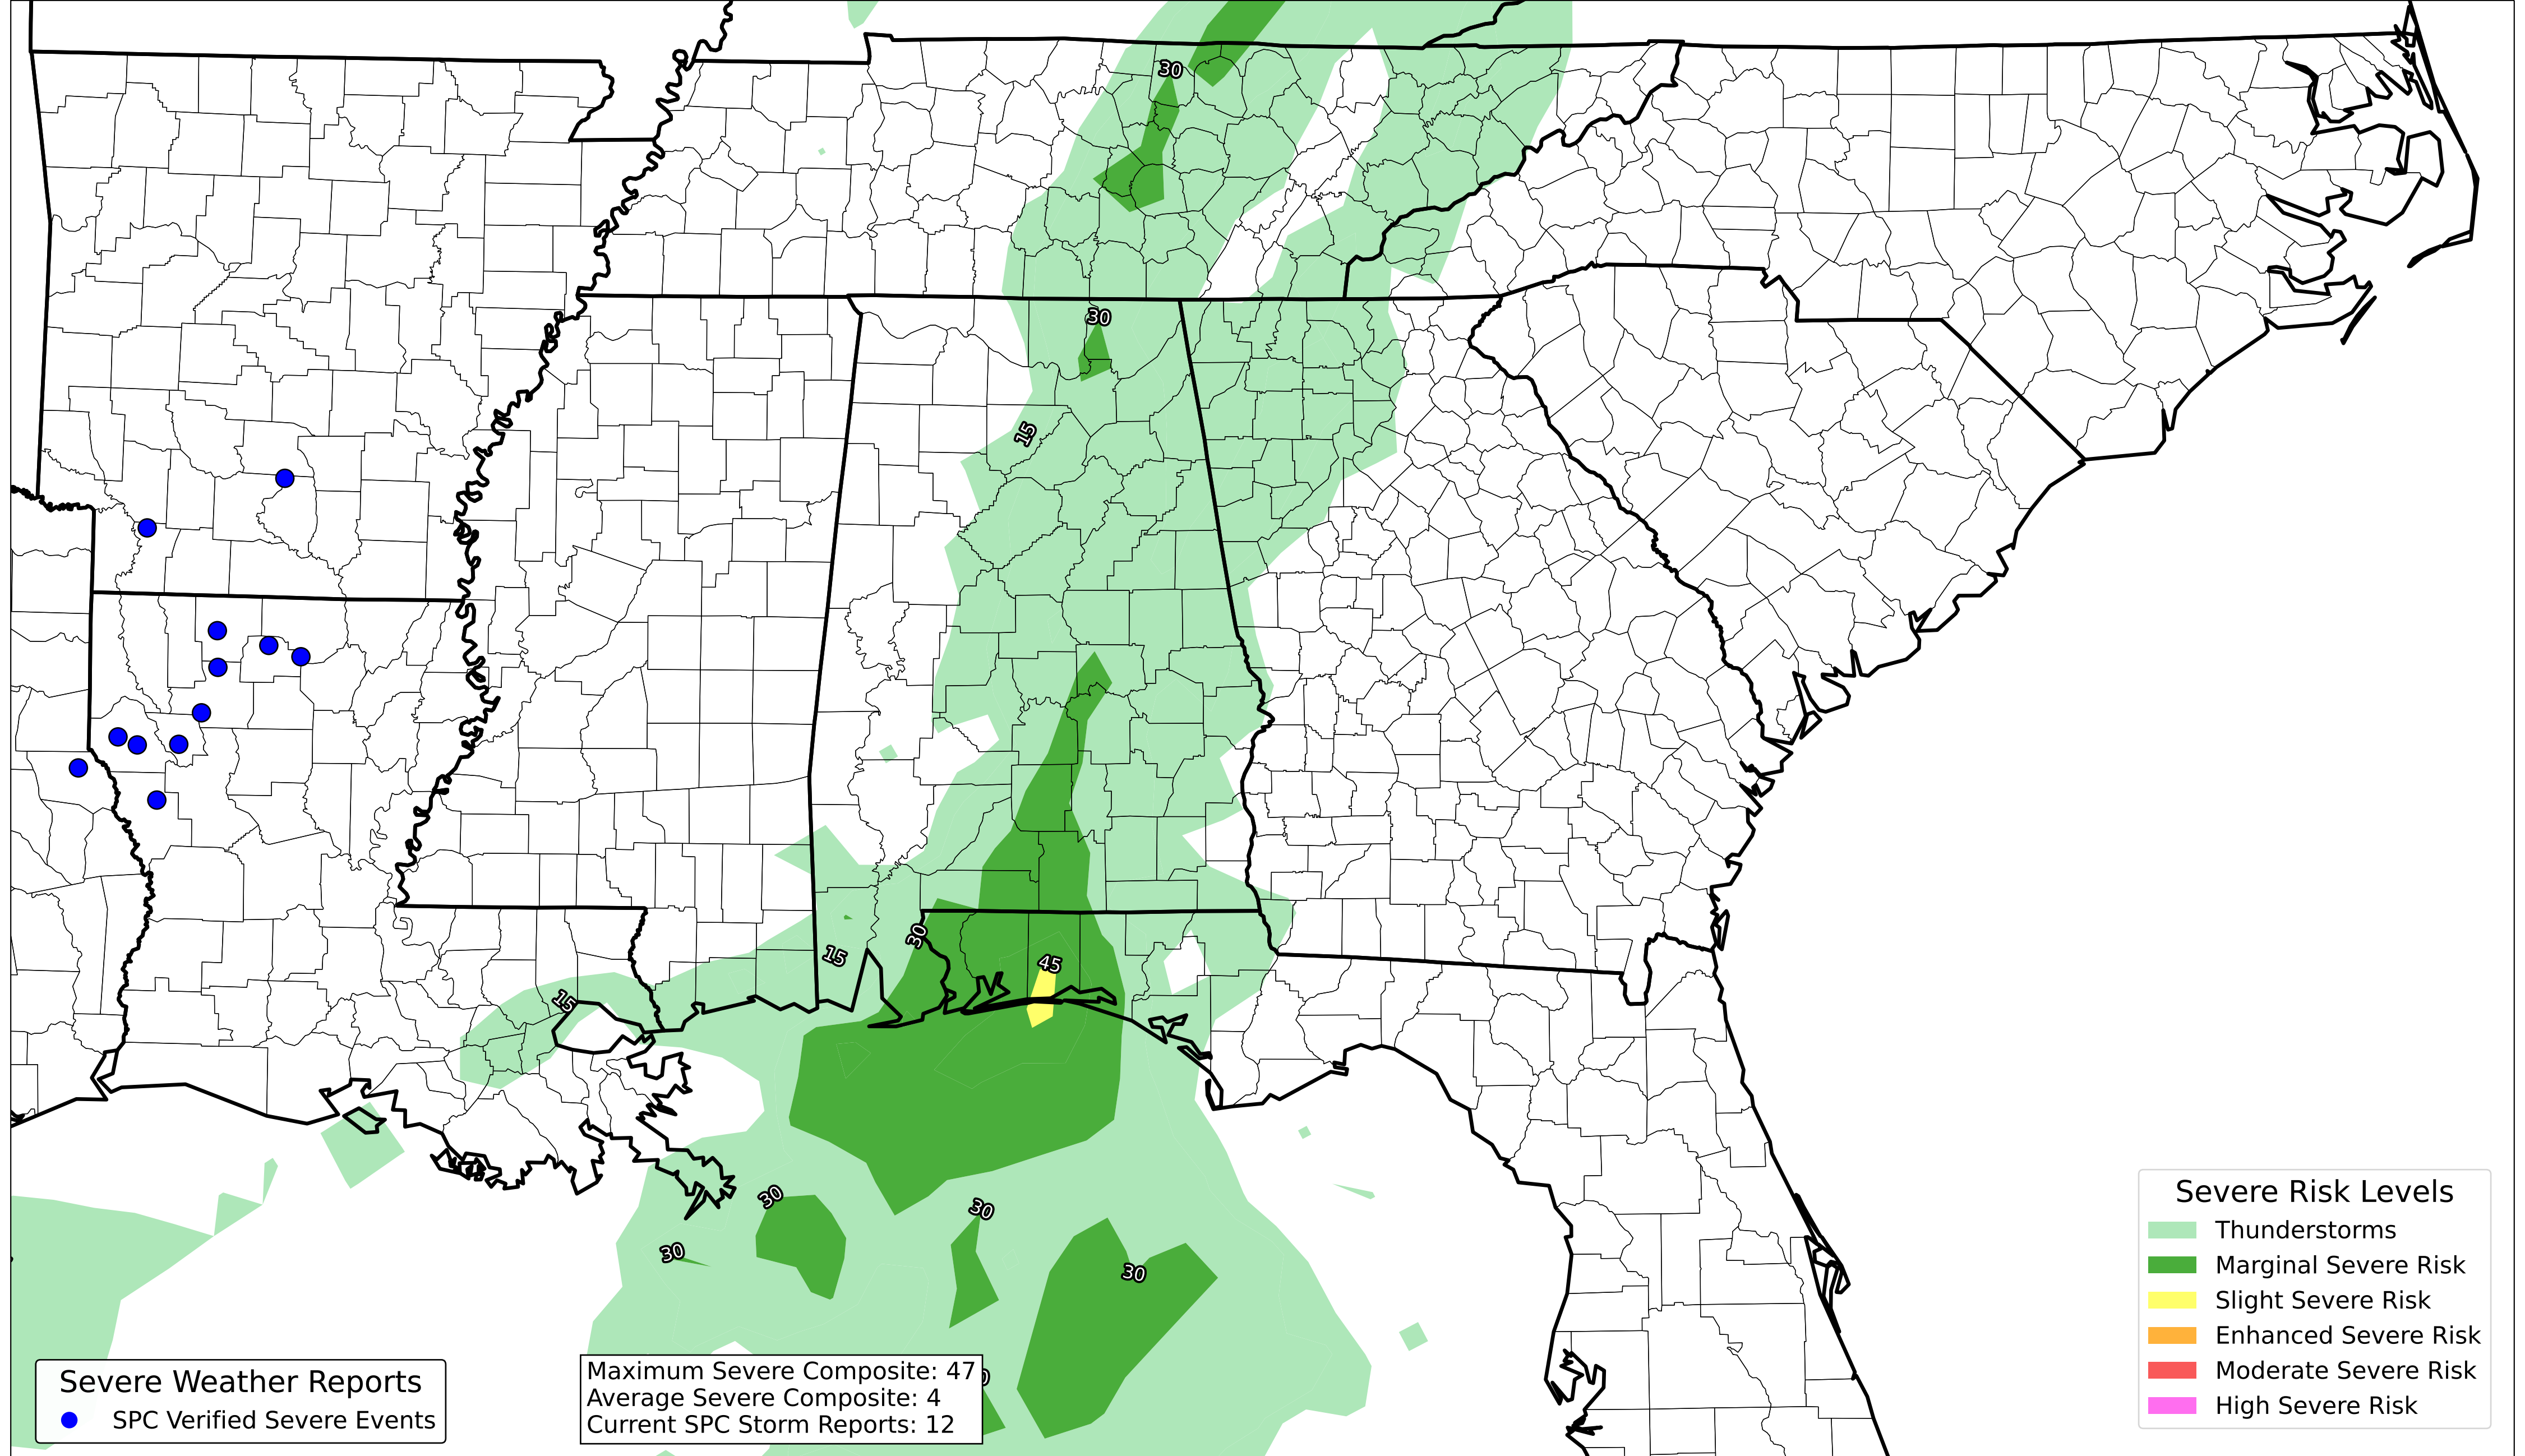 30
30
15
15
30
45
15
30
30
30
30
Severe Risk Levels
Thunderstorms
Marginal Severe Risk
Slight Severe Risk
Enhanced Severe Risk
Moderate Severe Risk
High Severe Risk
Severe Weather Reports
SPC Verified Severe Events
Maximum Severe Composite: 47
Average Severe Composite: 4
Current SPC Storm Reports: 12